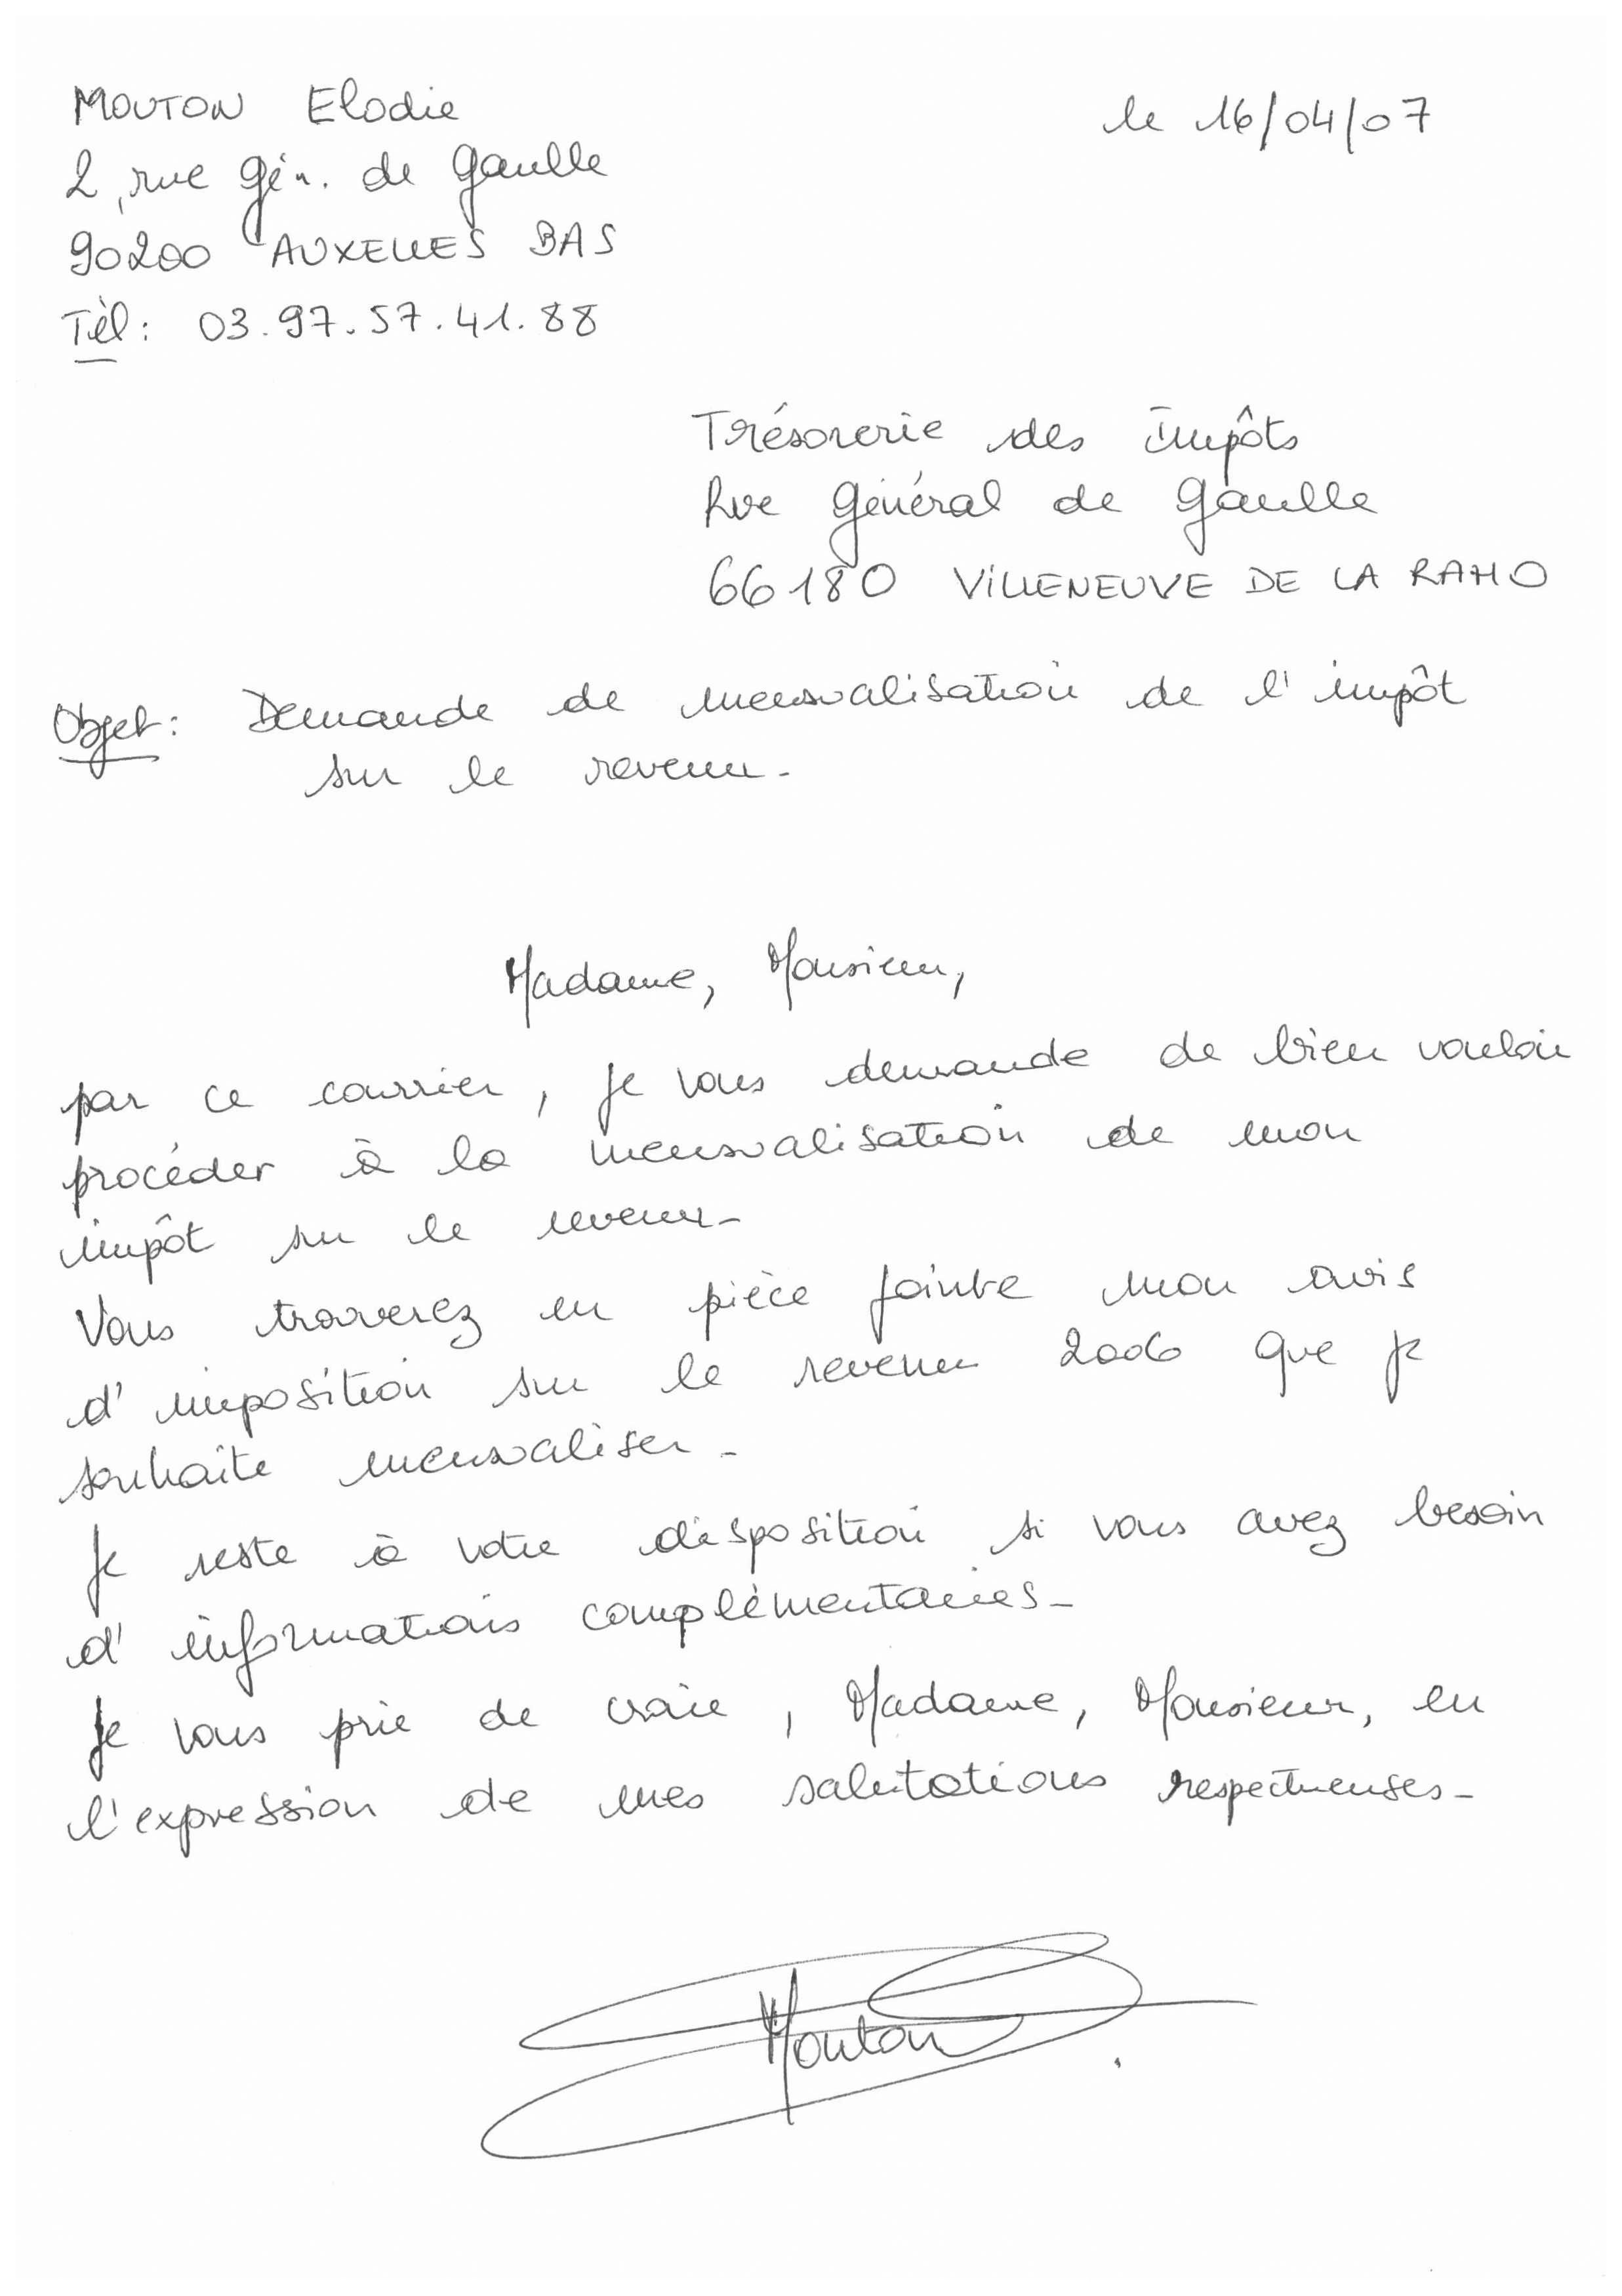 MOUTON Elodie
le 16/04/07
2, rue Gén. de Gaulle
90200 AUXELLES BAS
Tèl : 03.97.57.41.88
Trésorerie des Impôts
Rue Général de Gaulle
66180 VILLENEUVE DE LA RAHO
Objet : Demande de mensualisation de l'impôt
sur le revenu.
Madame, Monsieur,
par ce courrier, je vous demande de bien vouloir
procéder à la mensualisation de mon
impôt sur le revenu.
Vous trouverez en pièce jointe mon avis
d'imposition sur le revenu 2006 que je
souhaite mensualiser.
Je reste à votre disposition si vous avez besoin
d'informations complémentaires.
Je vous prie de croire, Madame, Monsieur, en
l'expression de mes salutations respectueuses.
Mouton